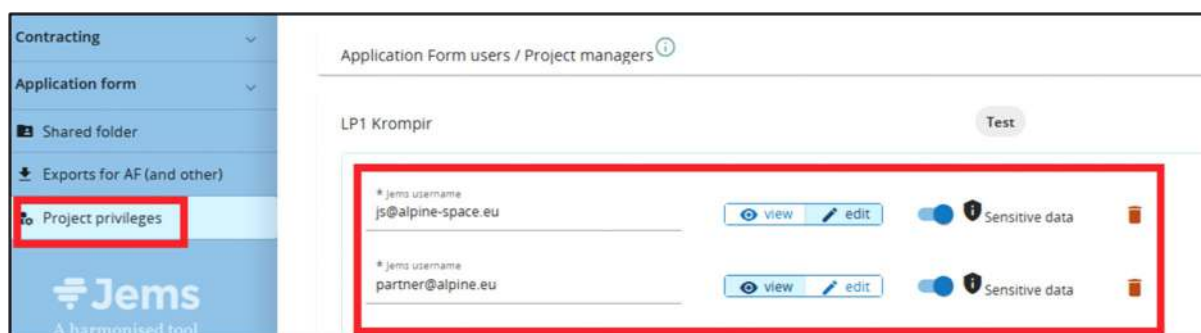 Contracting
Application form
Shared folder
Exports for AF (and other)
Project privileges
Jems
A harmonised tool
Application Form users / Project managers
LP1 Krompir
Test
* Jems username
js@alpine-space.eu
view
edit
Sensitive data
* Jems username
partner@alpine.eu
view
edit
Sensitive data